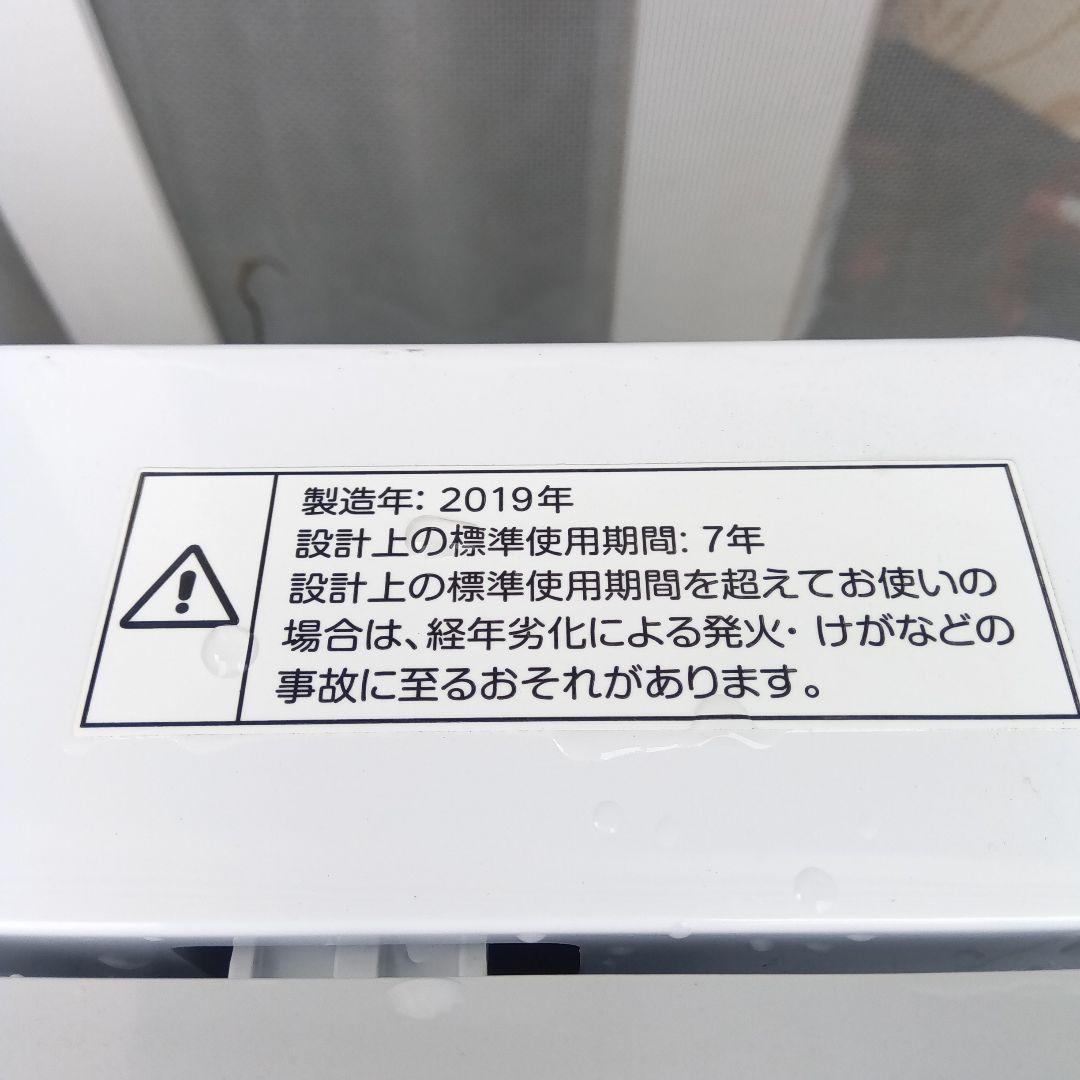 製造年: 2019年
設計上の標準使用期間: 7年
設計上の標準使用期間を超えてお使いの
場合は、経年劣化による発火・けがなどの
事故に至るおそれがあります。